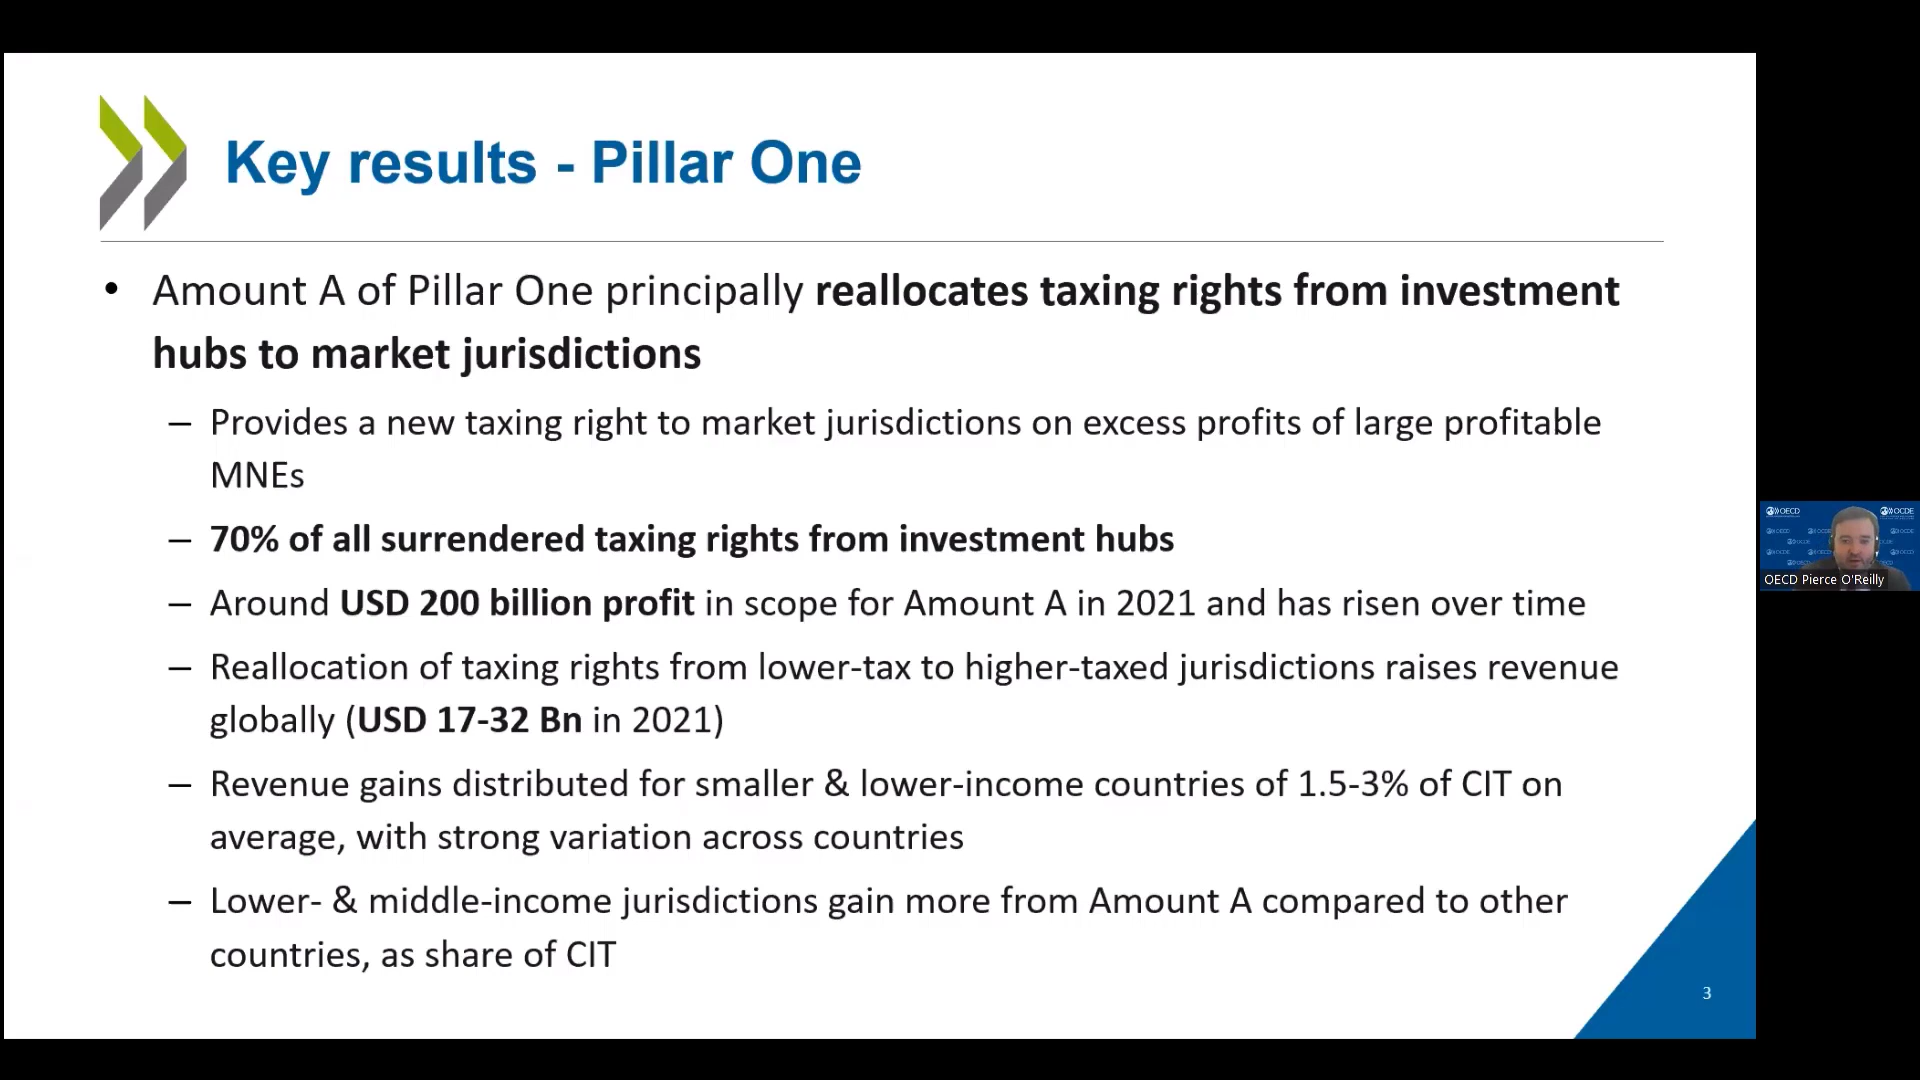 Key results - Pillar One
• Amount A of Pillar One principally reallocates taxing rights from investment
hubs to market jurisdictions
– Provides a new taxing right to market jurisdictions on excess profits of large profitable
MNEs
– 70% of all surrendered taxing rights from investment hubs
– Around USD 200 billion profit in scope for Amount A in 2021 and has risen over time
– Reallocation of taxing rights from lower-tax to higher-taxed jurisdictions raises revenue
globally (USD 17-32 Bn in 2021)
– Revenue gains distributed for smaller & lower-income countries of 1.5-3% of CIT on
average, with strong variation across countries
– Lower- & middle-income jurisdictions gain more from Amount A compared to other
countries, as share of CIT
3
OECD
OCDE
OECD Pierce O'Reilly